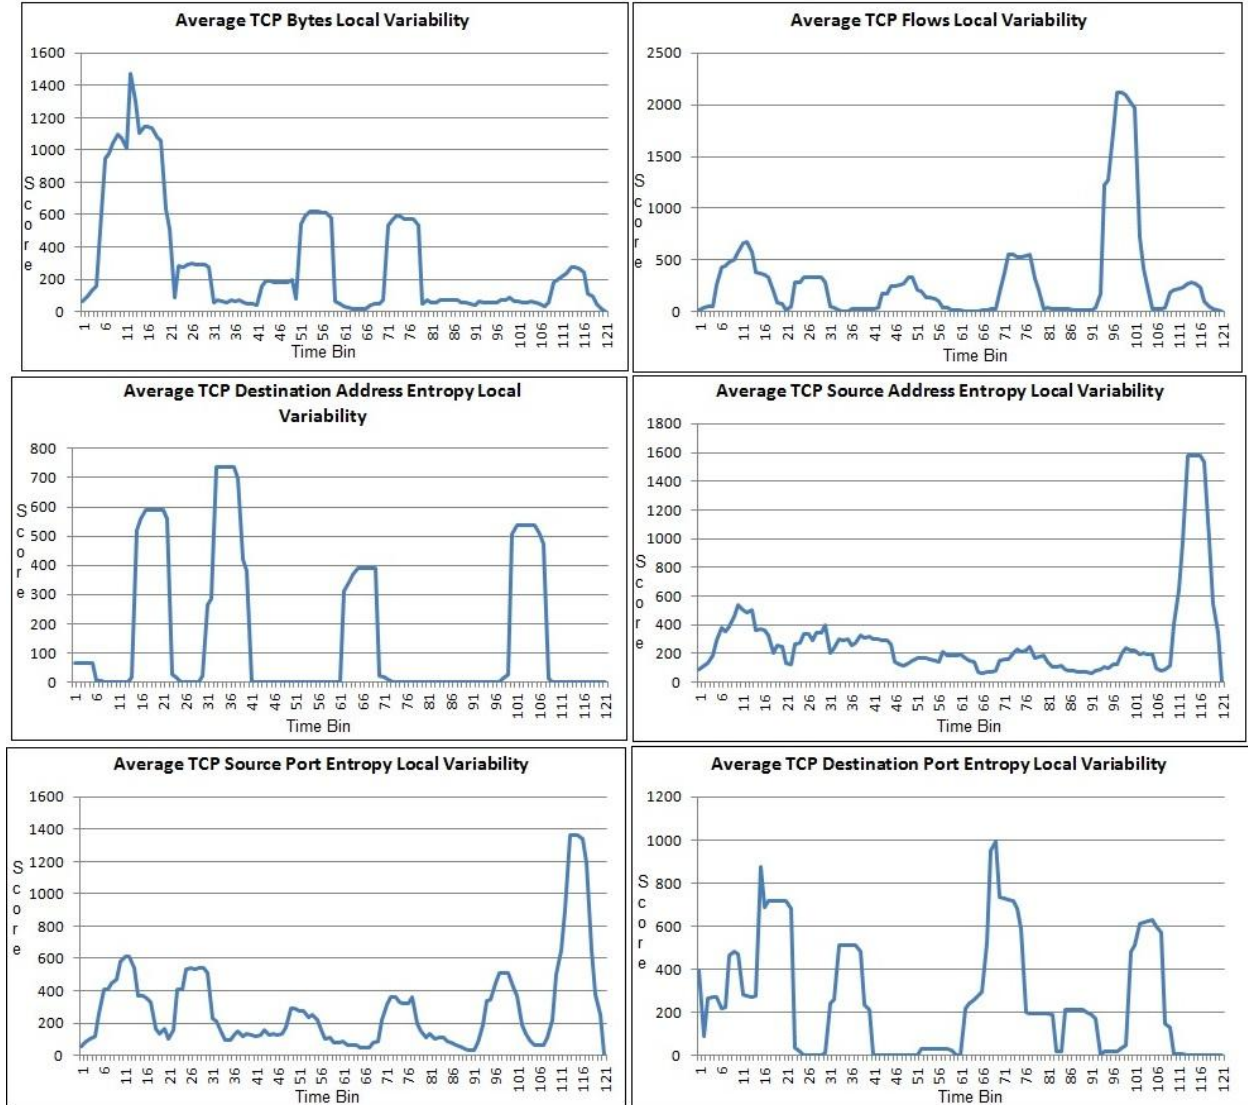 Average TCP Bytes Local Variability
1600
1400
1200
1000
800
600
400
200
0
Score
1 6 11 16 21 26 31 36 41 46 51 56 61 66 71 76 81 86 91 96 101 106 111 116 121
Time Bin
Average TCP Flows Local Variability
2500
2000
1500
1000
500
0
Score
1 6 11 16 21 26 31 36 41 46 51 56 61 66 71 76 81 86 91 96 101 106 111 116 121
Time Bin
Average TCP Destination Address Entropy Local
Variability
800
700
600
500
400
300
200
100
0
Score
1 6 11 16 21 26 31 36 41 46 51 56 61 66 71 76 81 86 91 96 101 106 111 116 121
Time Bin
Average TCP Source Address Entropy Local Variability
1800
1600
1400
1200
1000
800
600
400
200
0
Score
1 6 11 16 21 26 31 36 41 46 51 56 61 66 71 76 81 86 91 96 101 106 111 116 121
Time Bin
Average TCP Source Port Entropy Local Variability
1600
1400
1200
1000
800
600
400
200
0
Score
1 6 11 16 21 26 31 36 41 46 51 56 61 66 71 76 81 86 91 96 101 106 111 116 121
Time Bin
Average TCP Destination Port Entropy Local Variability
1200
1000
800
600
400
200
0
Score
1 6 11 16 21 26 31 36 41 46 51 56 61 66 71 76 81 86 91 96 101 106 111 116 121
Time Bin